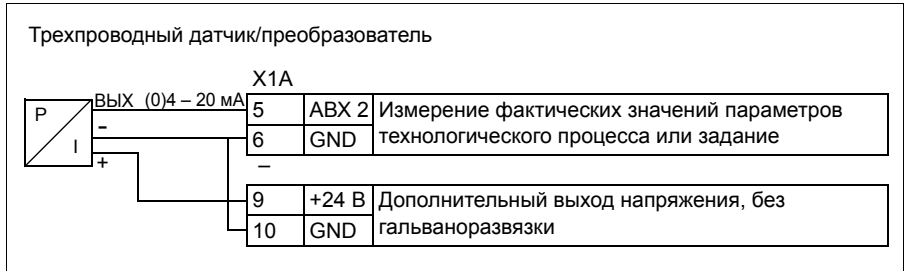 Трехпроводный датчик/преобразователь
X1A
ВЫХ (0)4 – 20 мА
5 АВХ 2 Измерение фактических значений параметров
6 GND технологического процесса или задание
P
I
-
+
–
9 +24 В Дополнительный выход напряжения, без
10 GND гальваноразвязки